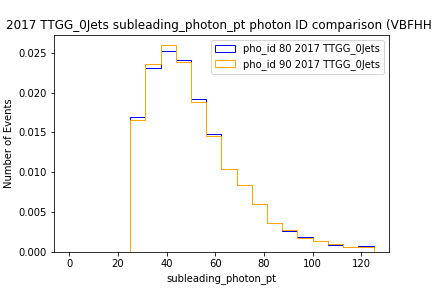 2017 TTGG_0Jets subleading_photon_pt photon ID comparison (VBFHH
pho_id 80 2017 TTGG_0Jets
pho_id 90 2017 TTGG_0Jets
Number of Events
0.025
0.020
0.015
0.010
0.005
0.000
0 20 40 60 80 100 120
subleading_photon_pt